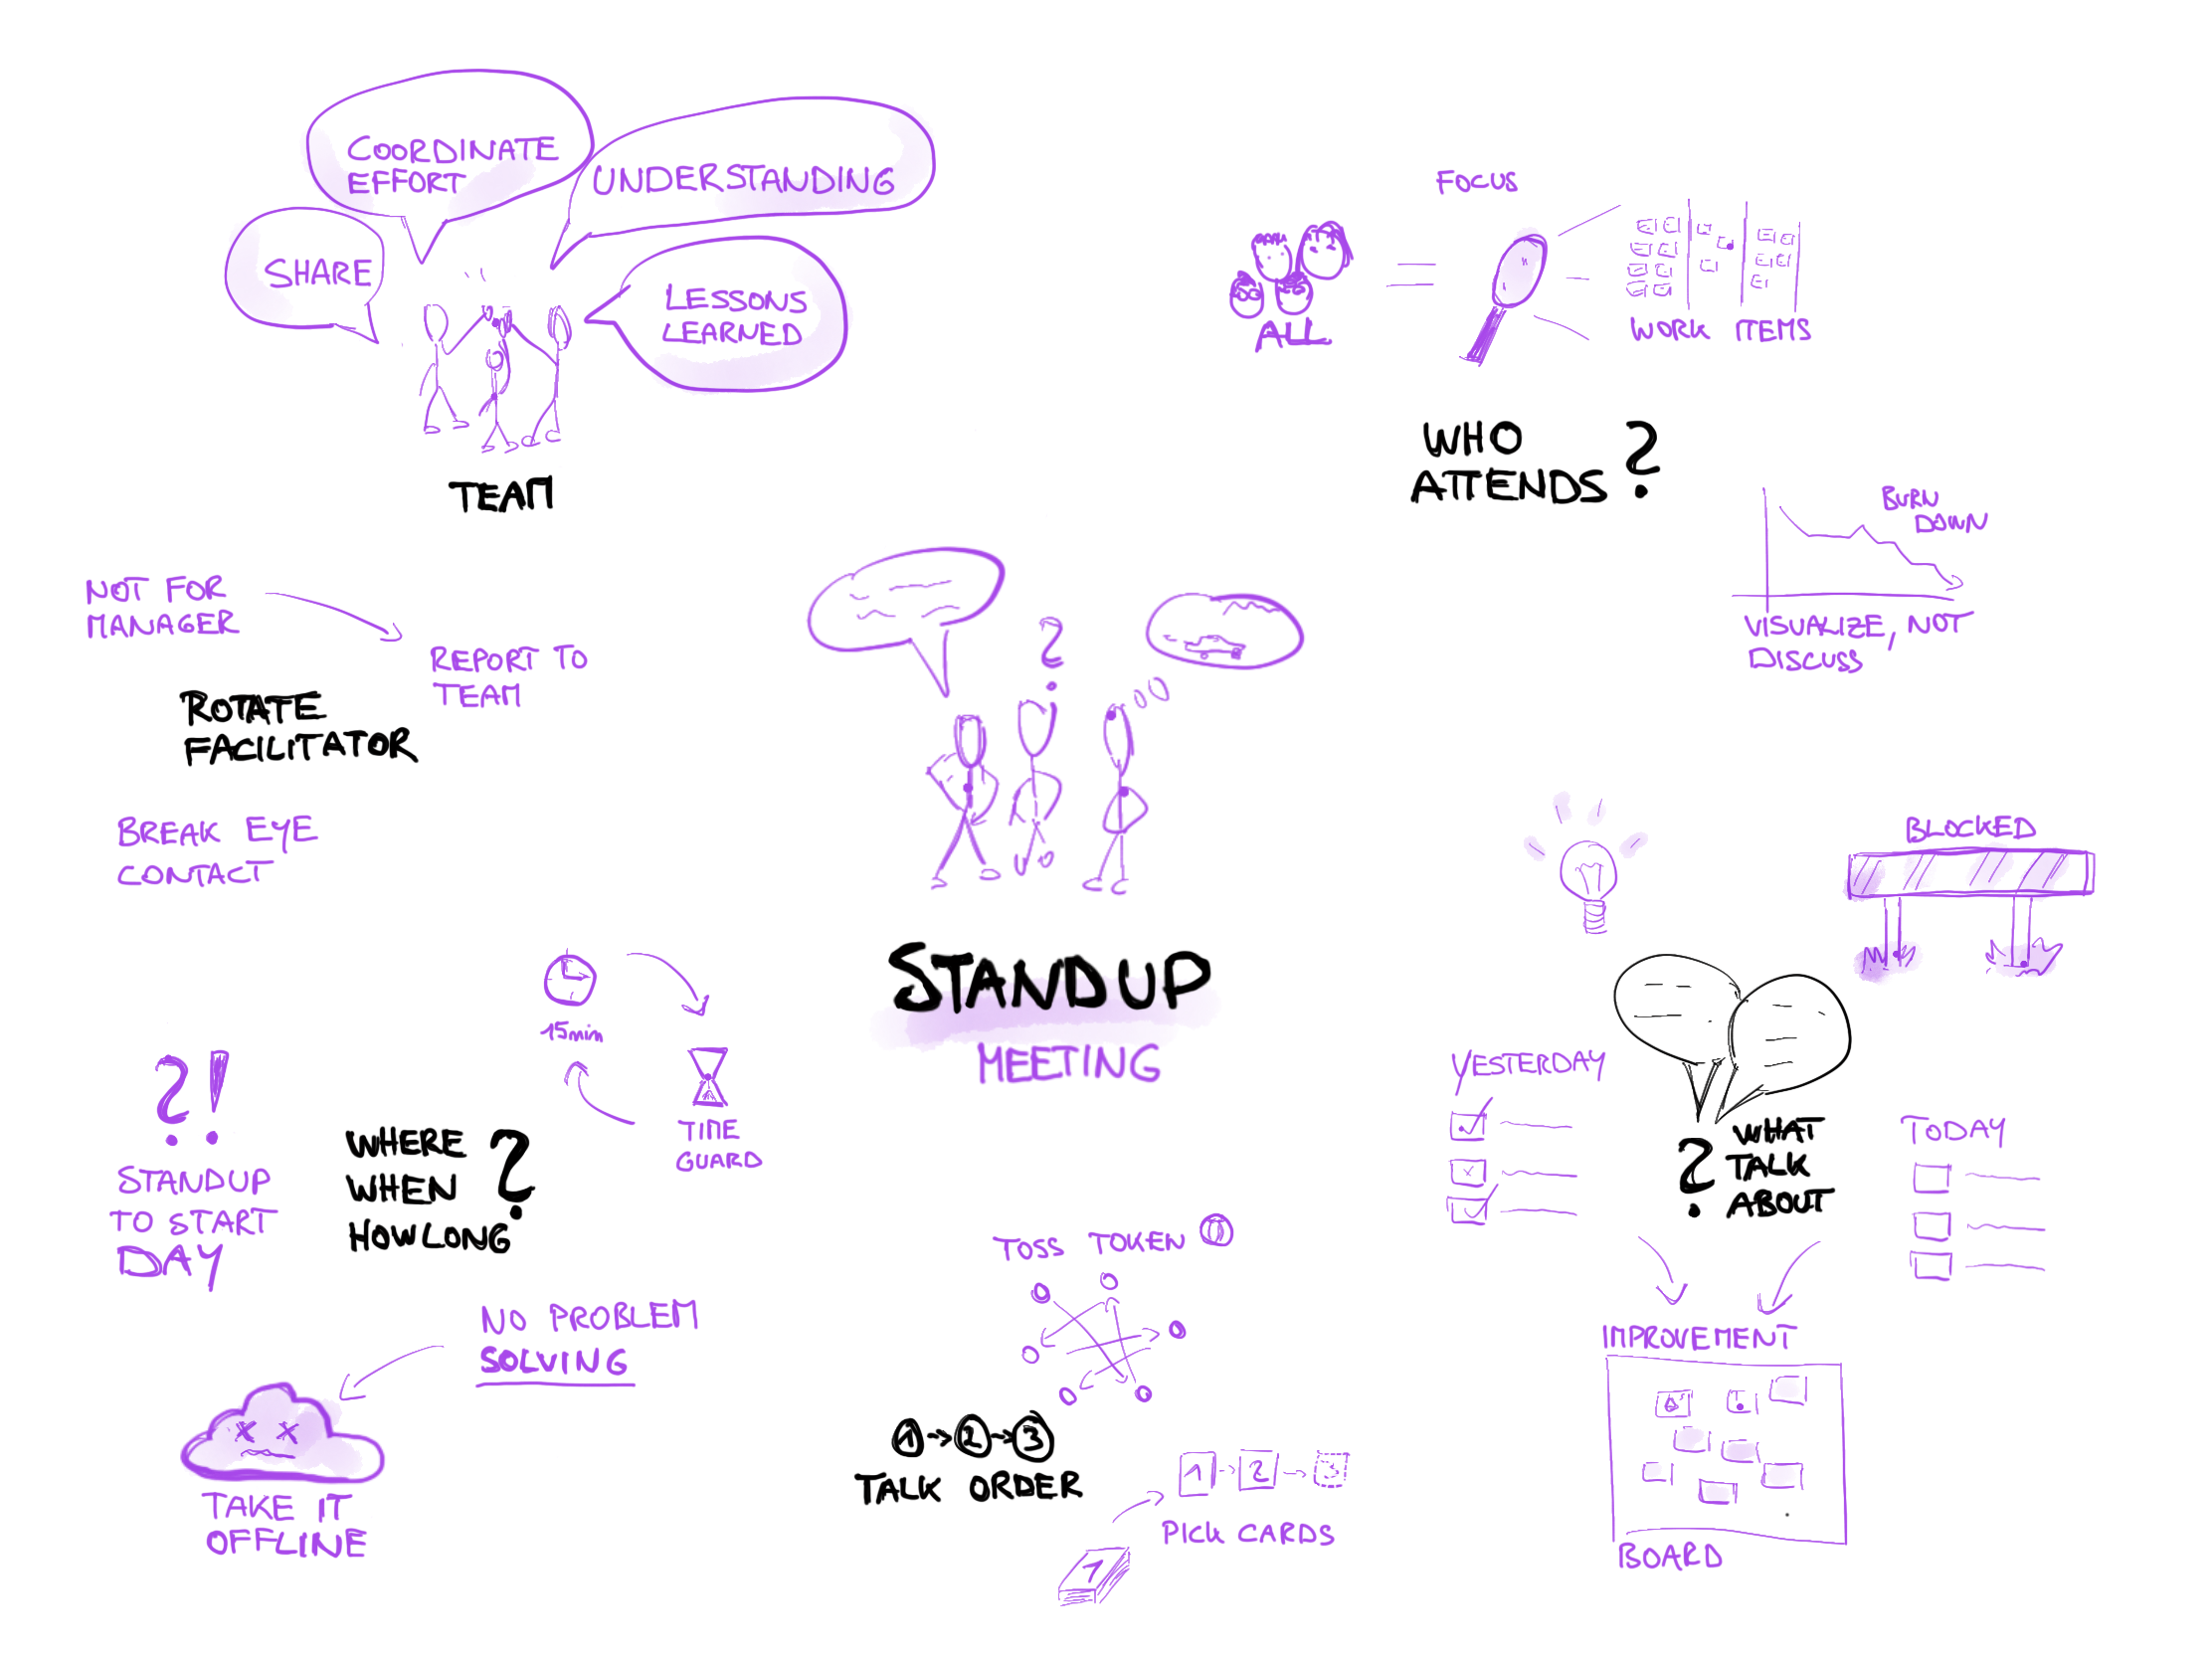 COORDINATE
EFFORT
UNDERSTANDING
SHARE
LESSONS
LEARNED
TEAM
FOCUS
ALL
WORK ITEMS
WHO
ATTENDS ?
BURN
DOWN
VISUALIZE, NOT
DISCUSS
NOT FOR
MANAGER
REPORT TO
TEAM
ROTATE
FACILITATOR
BREAK EYE
CONTACT
?
STANDUP
MEETING
15min
TIME
GUARD
?!
STANDUP
TO START
DAY
WHERE
WHEN
HOW LONG
?
NO PROBLEM
SOLVING
TAKE IT
OFFLINE
TOSS TOKEN
1 → 2 → 3
TALK ORDER
1 → 2 → 3
PICK CARDS
1
BLOCKED
YESTERDAY
? WHAT
TALK
ABOUT
TODAY
IMPROVEMENT
BOARD